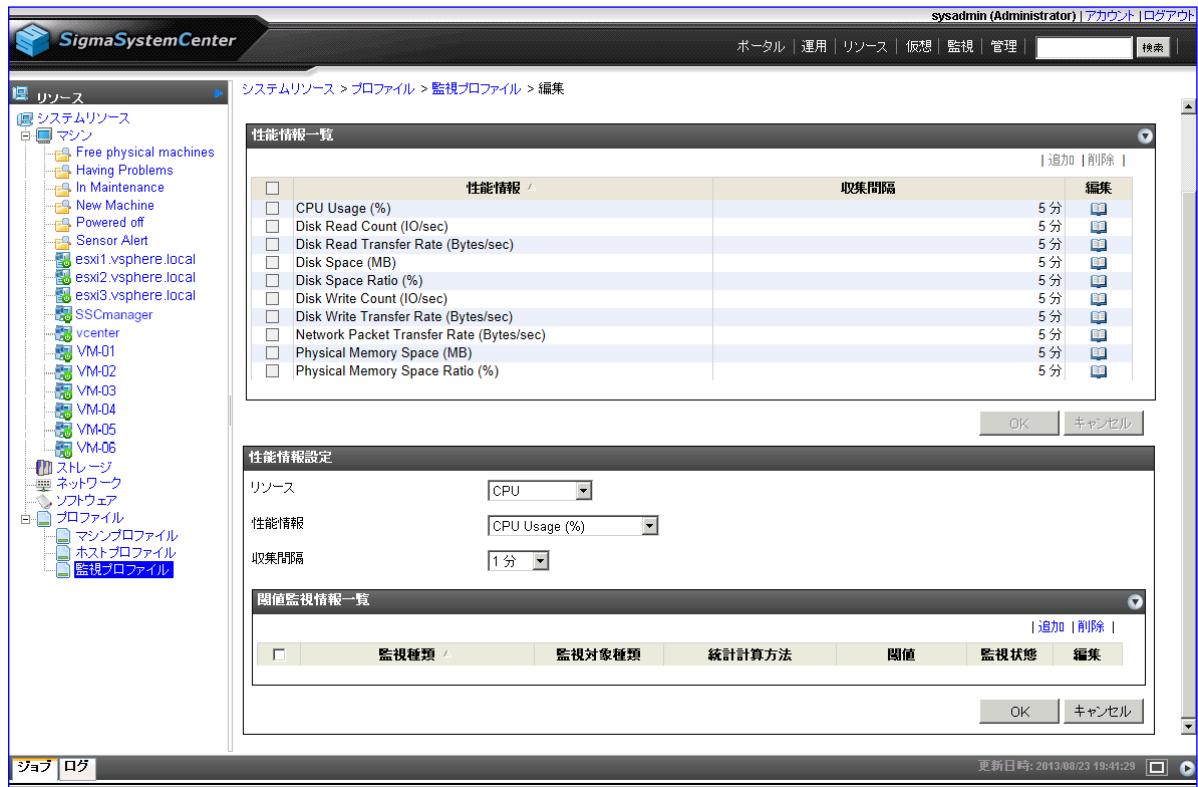 sysadmin (Administrator) | アカウント | ログアウト
SigmaSystemCenter
ポータル | 運用 | リソース | 仮想 | 監視 | 管理 | 検索
リソース
システムリソース > プロファイル > 監視プロファイル > 編集
システムリソース
マシン
Free physical machines
Having Problems
In Maintenance
New Machine
Powered off
Sensor Alert
esxi1.vsphere.local
esxi2.vsphere.local
esxi3.vsphere.local
SSCmanager
vcenter
VM-01
VM-02
VM-03
VM-04
VM-05
VM-06
ストレージ
ネットワーク
ソフトウェア
プロファイル
マシンプロファイル
ホストプロファイル
監視プロファイル
性能情報一覧
| 追加 | 削除 |
性能情報 収集間隔 編集
CPU Usage (%) 5 分
Disk Read Count (IO/sec) 5 分
Disk Read Transfer Rate (Bytes/sec) 5 分
Disk Space (MB) 5 分
Disk Space Ratio (%) 5 分
Disk Write Count (IO/sec) 5 分
Disk Write Transfer Rate (Bytes/sec) 5 分
Network Packet Transfer Rate (Bytes/sec) 5 分
Physical Memory Space (MB) 5 分
Physical Memory Space Ratio (%) 5 分
OK キャンセル
性能情報設定
リソース CPU
性能情報 CPU Usage (%)
収集間隔 1 分
閾値監視情報一覧
| 追加 | 削除 |
監視種類 監視対象種類 統計計算方法 閾値 監視状態 編集
OK キャンセル
ジョブ ログ
更新日時: 2013/08/23 19:41:29